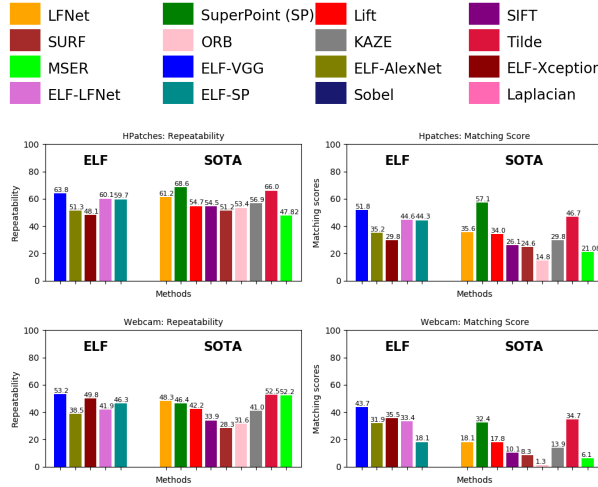 LFNet SuperPoint (SP) Lift SIFT
SURF ORB KAZE Tilde
MSER ELF-VGG ELF-AlexNet ELF-Xception
ELF-LFNet ELF-SP Sobel Laplacian
HPatches: Repeatability
100
80
60
40
20
0
Repeatability
ELF SOTA
63.8 51.3 48.1 60.1 59.7 61.2 68.6 54.7 54.5 51.2 53.4 56.9 66.0 47.82
Methods
Hpatches: Matching Score
100
80
60
40
20
0
Matching scores
ELF SOTA
51.8 35.2 29.8 44.6 44.3 35.6 57.1 34.0 26.1 24.6 14.8 29.8 46.7 21.08
Methods
Webcam: Repeatability
100
80
60
40
20
0
Repeatability
ELF SOTA
53.2 38.5 49.8 41.9 46.3 48.3 46.4 42.2 33.9 28.3 31.6 41.0 52.5 52.2
Methods
Webcam: Matching Score
100
80
60
40
20
0
Matching scores
ELF SOTA
43.7 31.9 35.5 33.4 18.1 18.1 32.4 17.8 10.1 8.3 1.3 13.9 34.7 6.1
Methods